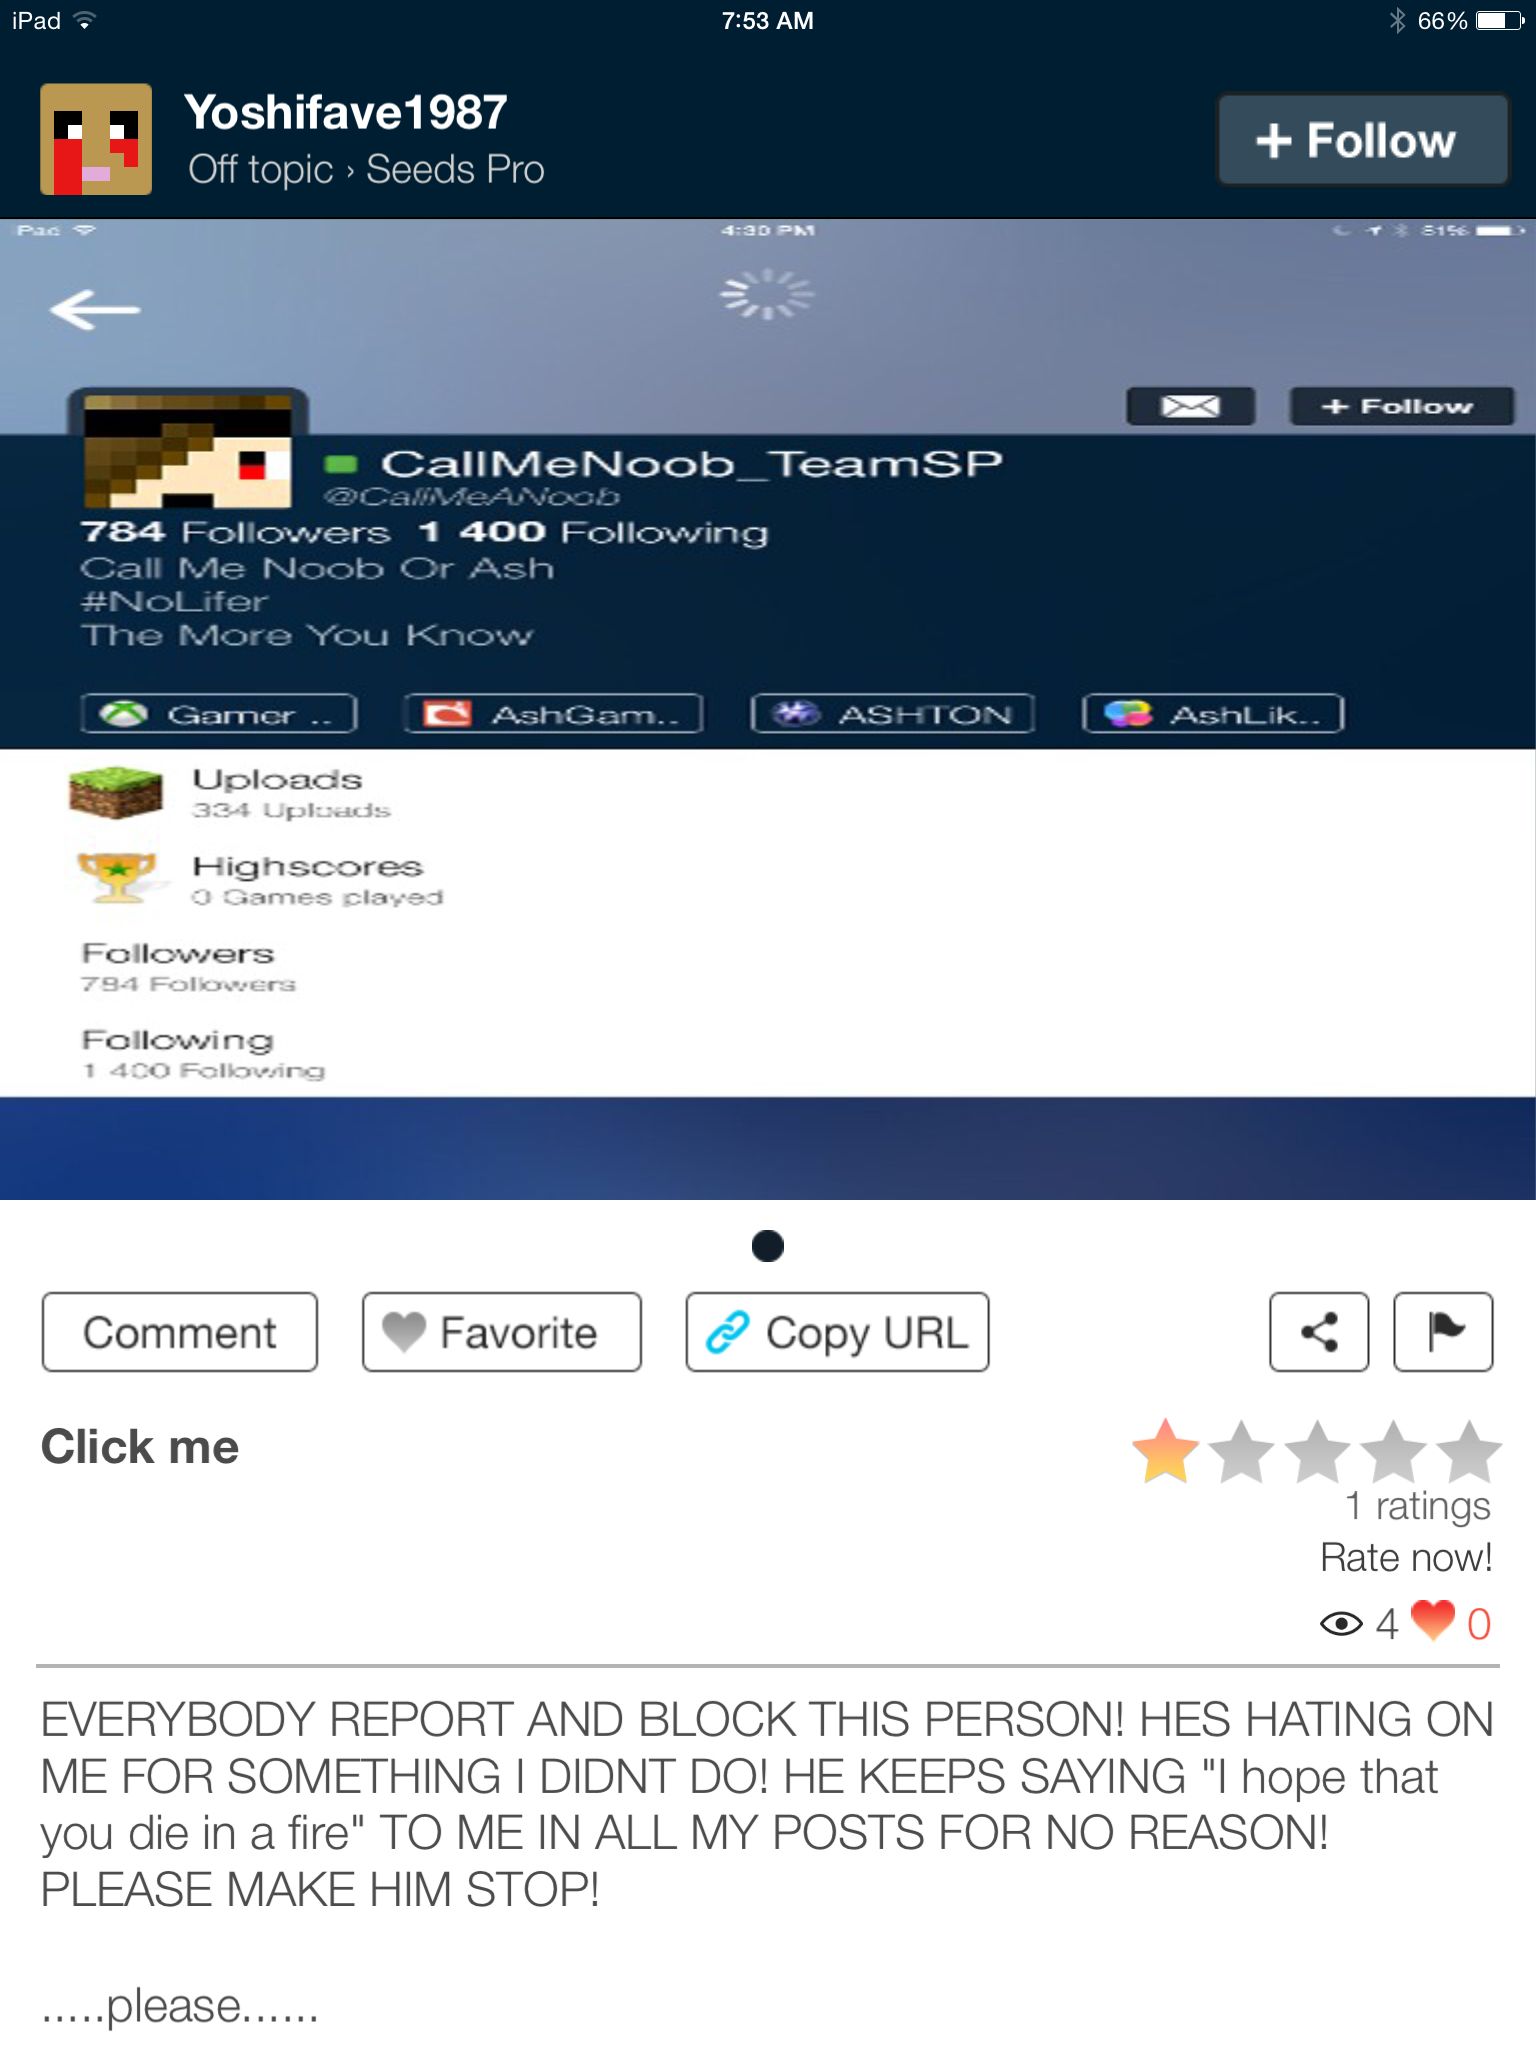 iPad 7:53 AM 66%
Yoshifave1987
Off topic › Seeds Pro
+ Follow
iPad 4:30 PM 81%
+ Follow
CallMeNoob_TeamSP
@CallMeANoob
784 Followers 1 400 Following
Call Me Noob Or Ash
#NoLifer
The More You Know
Gamer .. AshGam.. ASHTON AshLik..
Uploads
334 Uploads
Highscores
0 Games played
Followers
784 Followers
Following
1 400 Following
Comment Favorite Copy URL
Click me
1 ratings
Rate now!
4 0
EVERYBODY REPORT AND BLOCK THIS PERSON! HES HATING ON
ME FOR SOMETHING I DIDNT DO! HE KEEPS SAYING "I hope that
you die in a fire" TO ME IN ALL MY POSTS FOR NO REASON!
PLEASE MAKE HIM STOP!
.....please......